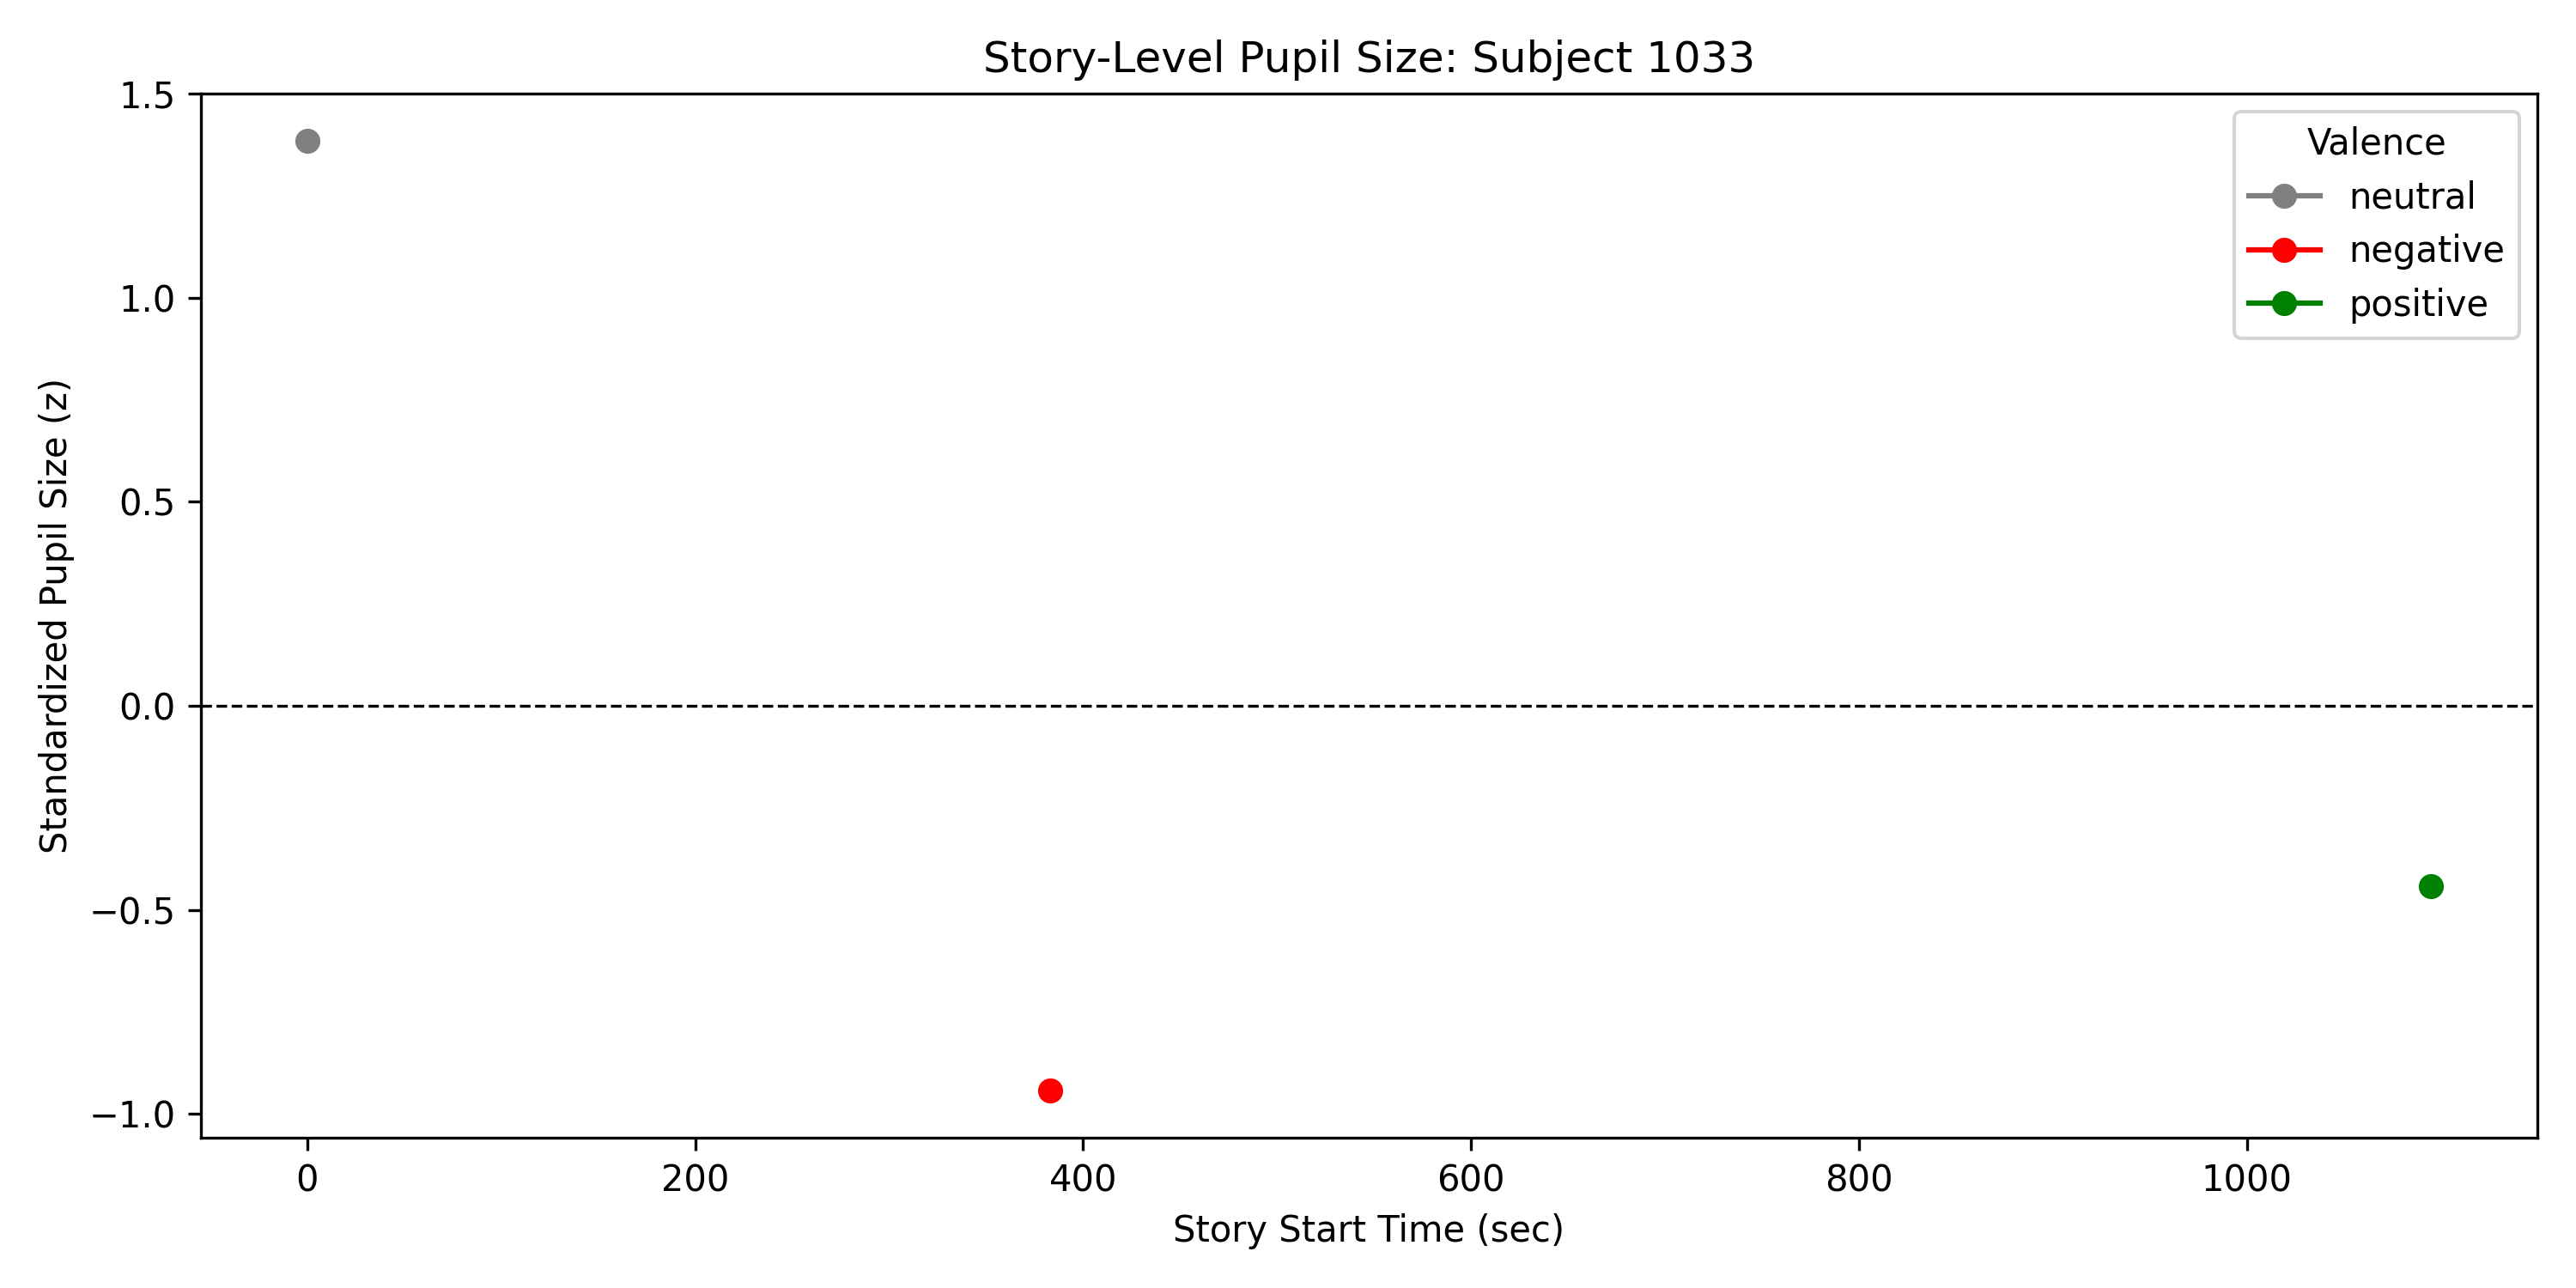 Story-Level Pupil Size: Subject 1033
1.5
1.0
0.5
0.0
−0.5
−1.0
Standardized Pupil Size (z)
Valence
neutral
negative
positive
0 200 400 600 800 1000
Story Start Time (sec)